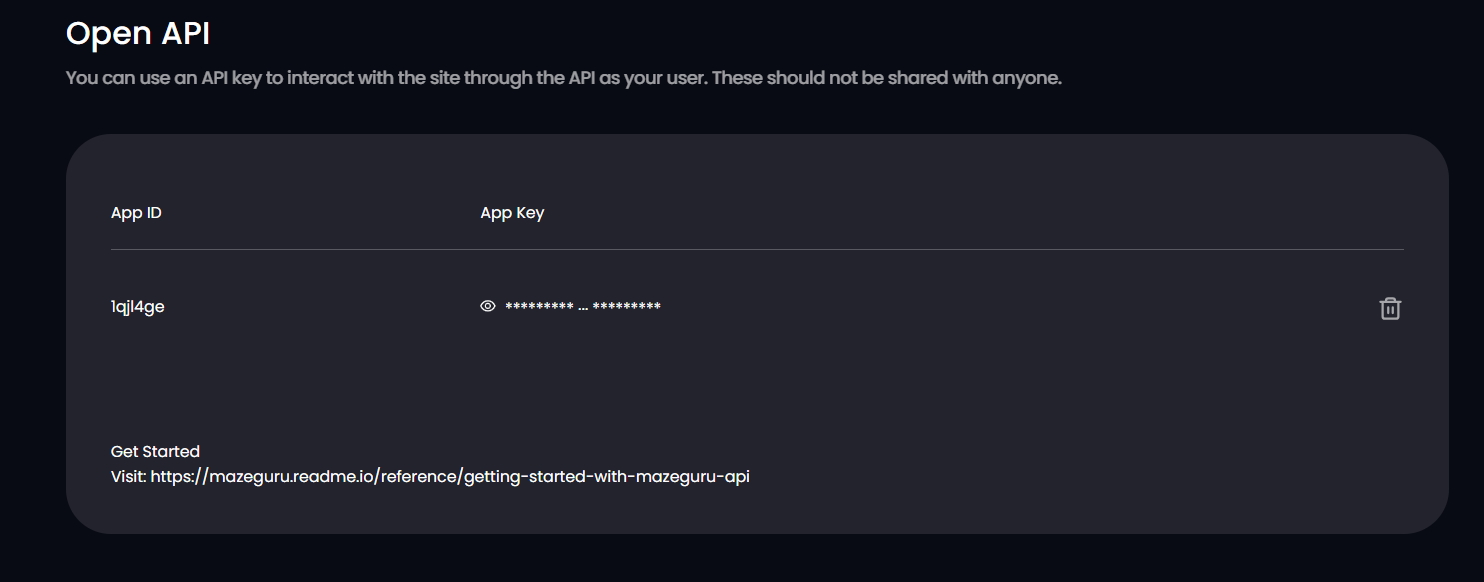 Open API
You can use an API key to interact with the site through the API as your user. These should not be shared with anyone.
App ID App Key
1qjl4ge ********* ... *********
Get Started
Visit: https://mazeguru.readme.io/reference/getting-started-with-mazeguru-api